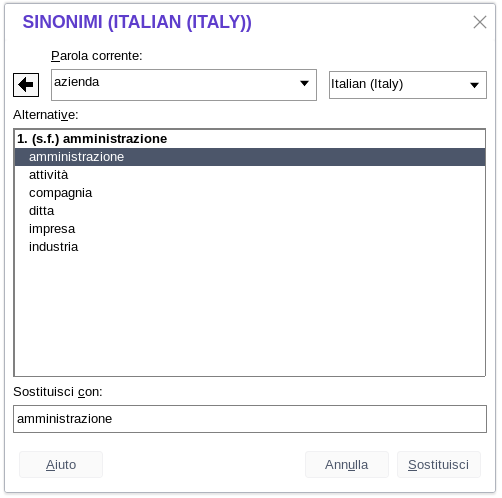 SINONIMI (ITALIAN (ITALY))
Parola corrente:
azienda
Italian (Italy)
Alternative:
1. (s.f.) amministrazione
amministrazione
attività
compagnia
ditta
impresa
industria
Sostituisci con:
amministrazione
Aiuto
Annulla
Sostituisci